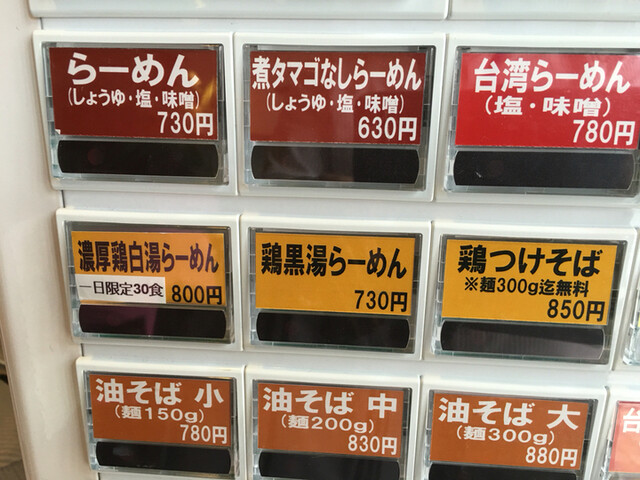 らーめん
(しょうゆ・塩・味噌)
730円
煮タマゴなしらーめん
(しょうゆ・塩・味噌)
630円
台湾らーめん
(塩・味噌)
780円
濃厚鶏白湯らーめん
一日限定30食 800円
鶏黒湯らーめん
730円
鶏つけそば
※麺300g迄無料
850円
油そば 小
(麺150g)
780円
油そば 中
(麺200g)
830円
油そば 大
(麺300g)
880円
台